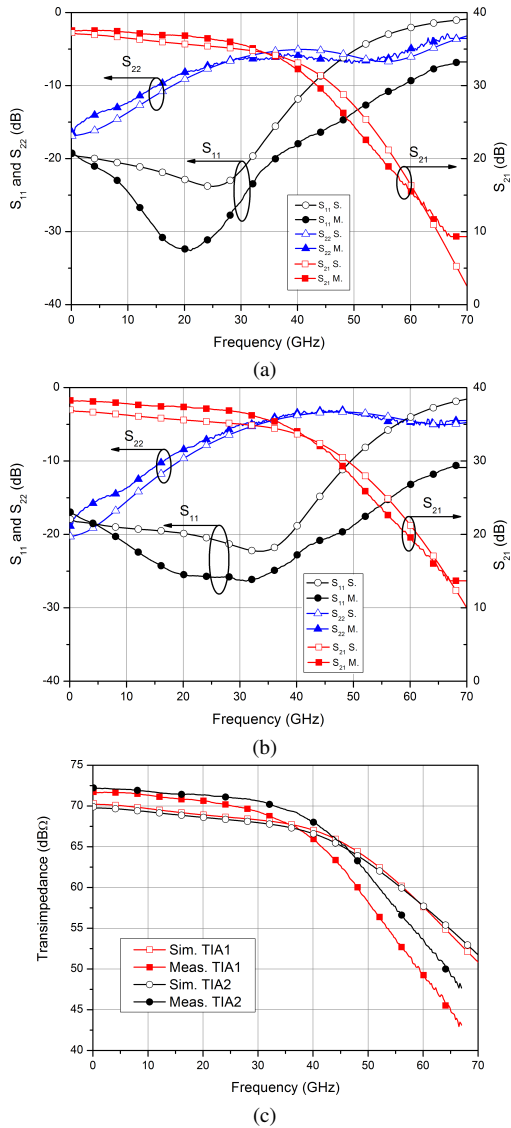 0
-10
-20
-30
-40
40
30
20
10
0
S11 and S22 (dB)
S21 (dB)
S22
S11
S21
S11 S.
S11 M.
S22 S.
S22 M.
S21 S.
S21 M.
0 10 20 30 40 50 60 70
Frequency (GHz)
(a)
0
-10
-20
-30
-40
40
30
20
10
0
S11 and S22 (dB)
S21 (dB)
S22
S11
S21
S11 S.
S11 M.
S22 S.
S22 M.
S21 S.
S21 M.
0 10 20 30 40 50 60 70
Frequency (GHz)
(b)
75
70
65
60
55
50
45
40
Transimpedance (dBΩ)
Sim. TIA1
Meas. TIA1
Sim. TIA2
Meas. TIA2
0 10 20 30 40 50 60 70
Frequency (GHz)
(c)